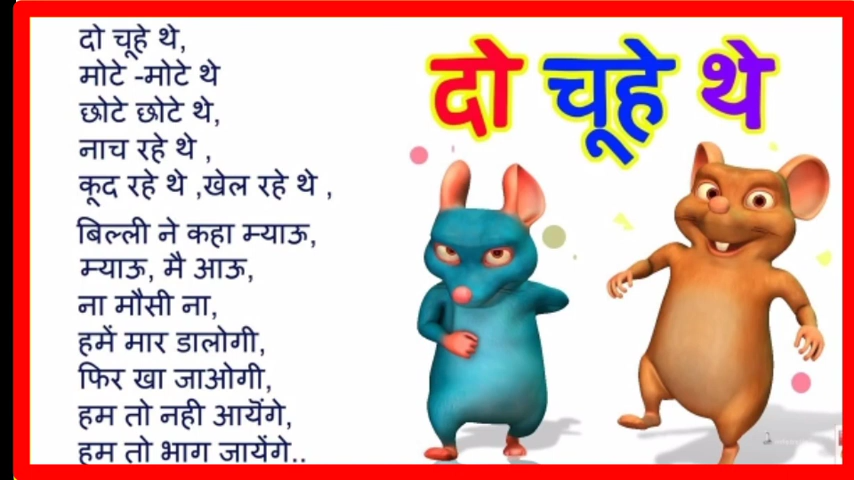 दो चूहे थे,
मोटे -मोटे थे
छोटे छोटे थे,
नाच रहे थे ,
कूद रहे थे ,खेल रहे थे ,
बिल्ली ने कहा म्याऊ,
म्याऊ, मै आऊ,
ना मौसी ना,
हमें मार डालोगी,
फिर खा जाओगी,
हम तो नही आयेंगे,
हम तो भाग जायेंगे..
दो चूहे थे